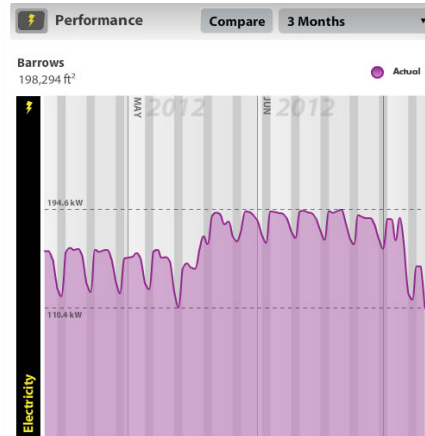 Performance
Compare
3 Months
Barrows
198,294 ft²
Actual
MAY 2012
JUN 2012
194.6 kW
110.4 kW
Electricity